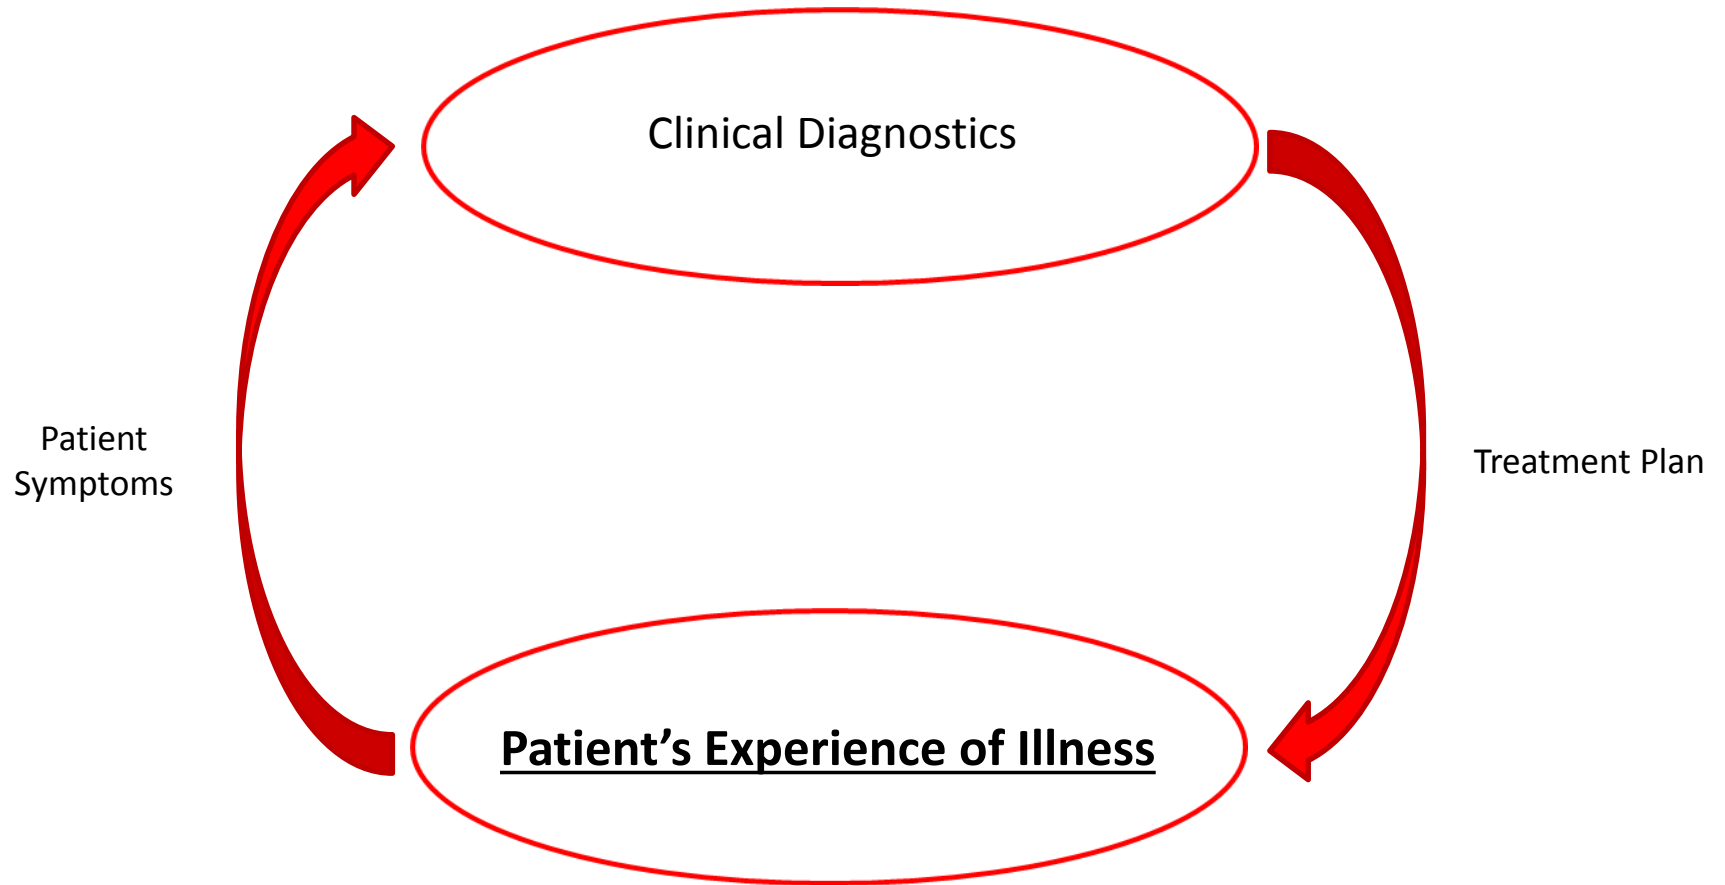 Clinical Diagnostics
Patient
Symptoms
Treatment Plan
Patient’s Experience of Illness